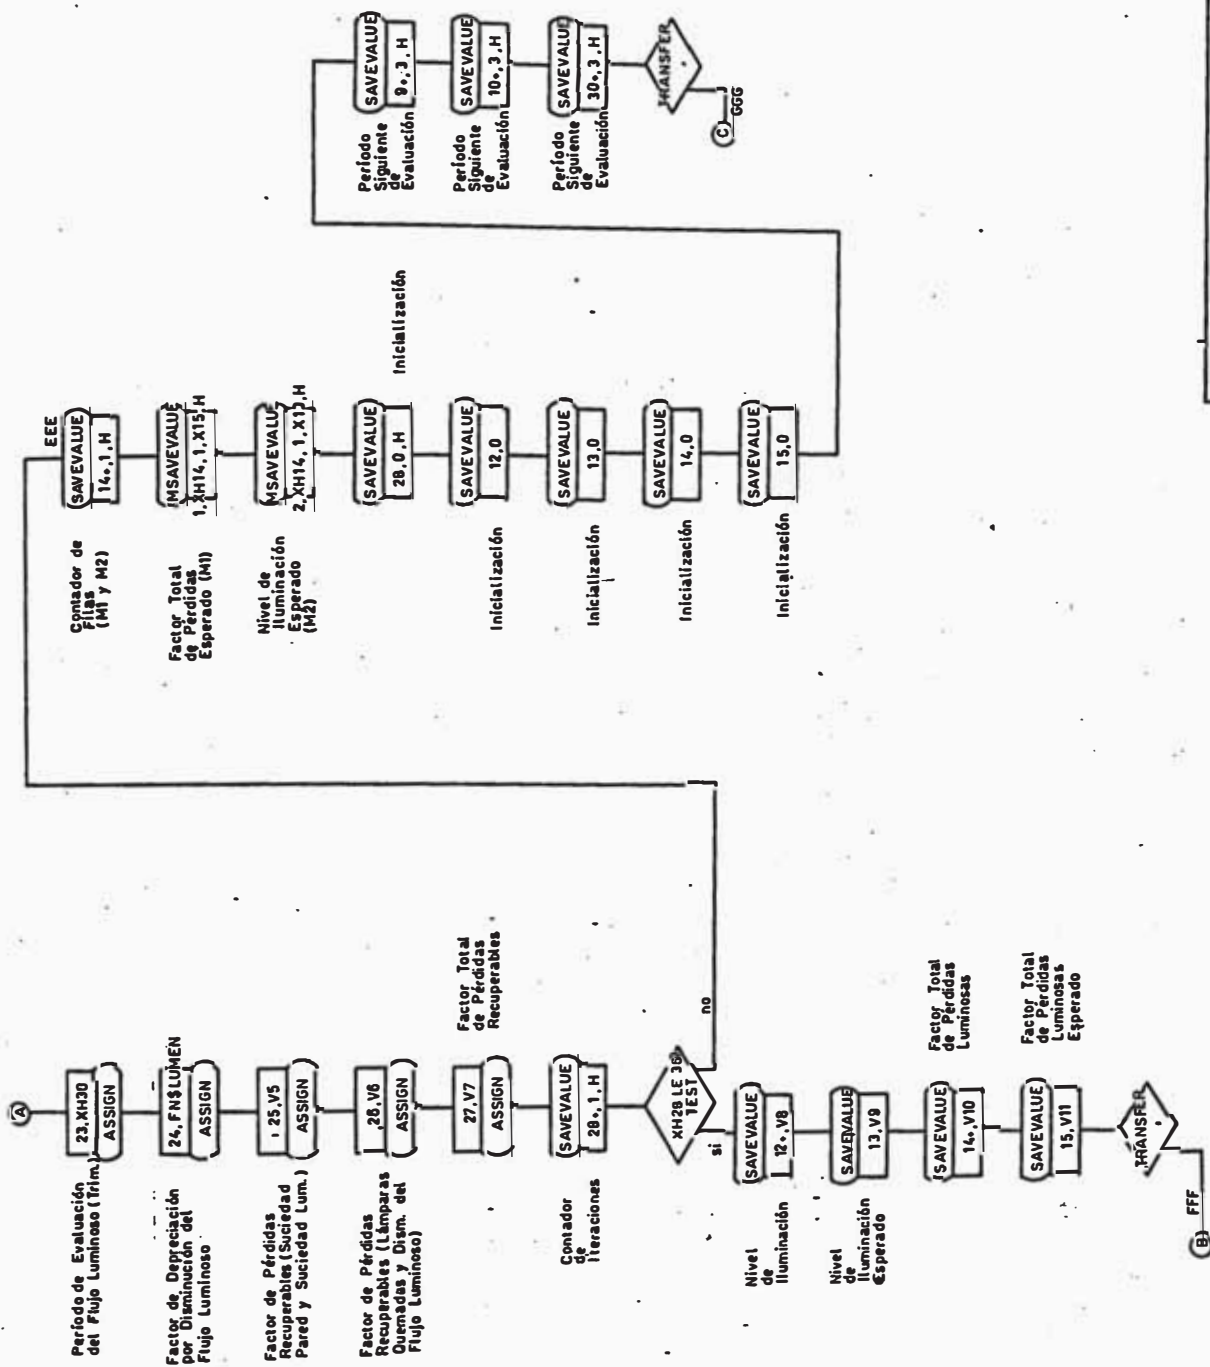 A
Período de Evaluación
del Flujo Luminoso (Trim.)
23,XH30
ASSIGN
Factor de Depreciación
por Disminución del
Flujo Luminoso
24,FN$LUMEN
ASSIGN
Factor de Pérdidas
Recuperables (Suciedad
Pared y Suciedad Lum.)
25,V5
ASSIGN
Factor de Pérdidas
Recuperables (Lámparas
Quemadas y Dism. del
Flujo Luminoso)
,26,V6
ASSIGN
Factor Total
de Pérdidas
Recuperables
27,V7
ASSIGN
Contador
de
Iteraciones
SAVEVALUE
28+,1,H
XH28 LE 36
TEST
no
si
Nivel
de
Iluminación
SAVEVALUE
12+,V8
Nivel
de
Iluminación
Esperado
SAVEVALUE
13,V9
Factor Total
de Pérdidas
Luminosas
SAVEVALUE
14+,V10
Factor Total
de Pérdidas
Luminosas
Esperado
SAVEVALUE
15,V11
TRANSFER
B
FFF
EEE
Contador de
Filas
(M1 y M2)
SAVEVALUE
14+,1,H
Factor Total
de Pérdidas
Esperado (M1)
MSAVEVALUE
1,XH14,1,X15,H
Nivel de
Iluminación
Esperado
(M2)
MSAVEVALU
2,XH14,1,X13,H
Inicialización
SAVEVALUE
28,0,H
Inicialización
SAVEVALUE
12,0
Inicialización
SAVEVALUE
13,0
Inicialización
SAVEVALUE
14,0
Inicialización
SAVEVALUE
15,0
Período
Siguiente
de
Evaluación
SAVEVALUE
9+,3,H
Período
Siguiente
de
Evaluación
SAVEVALUE
10+,3,H
Período
Siguiente
de
Evaluación
SAVEVALUE
30+,3,H
TRANSFER
C
GGG